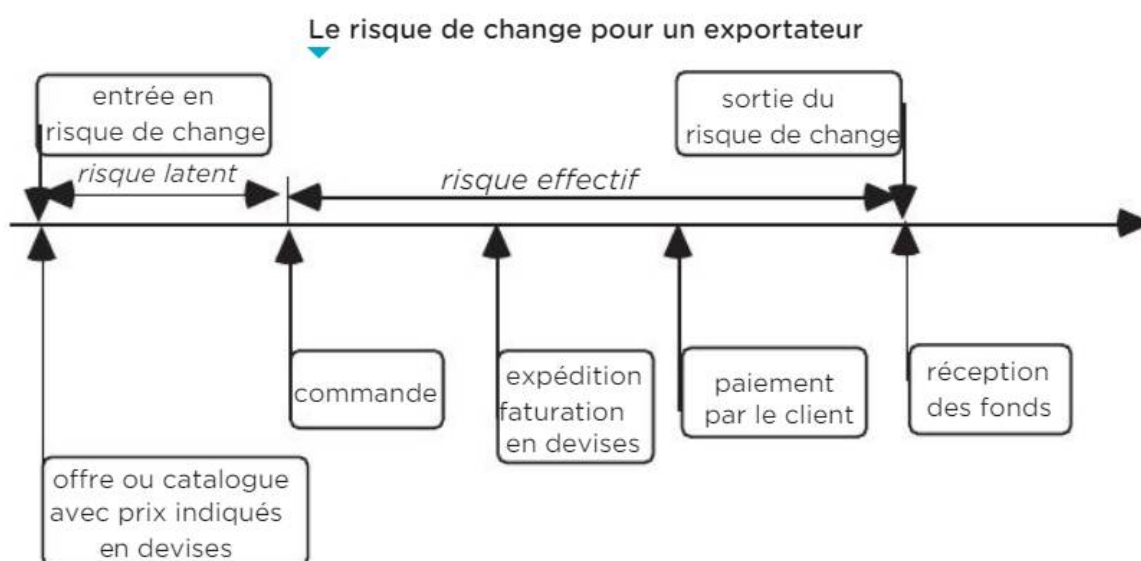 Le risque de change pour un exportateur
entrée en
risque de change
sortie du
risque de change
risque latent
risque effectif
commande
expédition
faturation
en devises
paiement
par le client
réception
des fonds
offre ou catalogue
avec prix indiqués
en devises